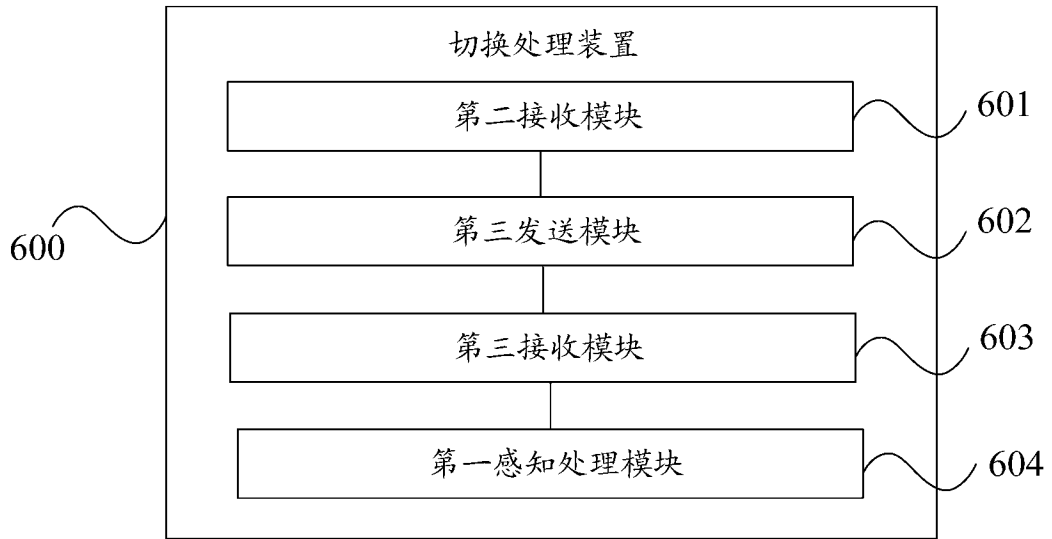 切换处理装置
第二接收模块
601
第三发送模块
602
600
第三接收模块
603
第一感知处理模块
604